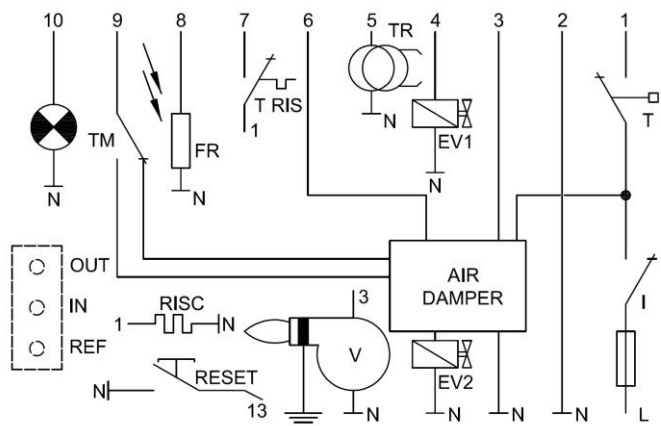 10 9 8 7 6 5 4 3 2 1
TR
T RIS
T
TM
FR
1
N
EV1
N
N
N
OUT
AIR
DAMPER
IN
RISC
3
I
1
N
REF
V
EV2
RESET
N
13
N
N
N
N
L